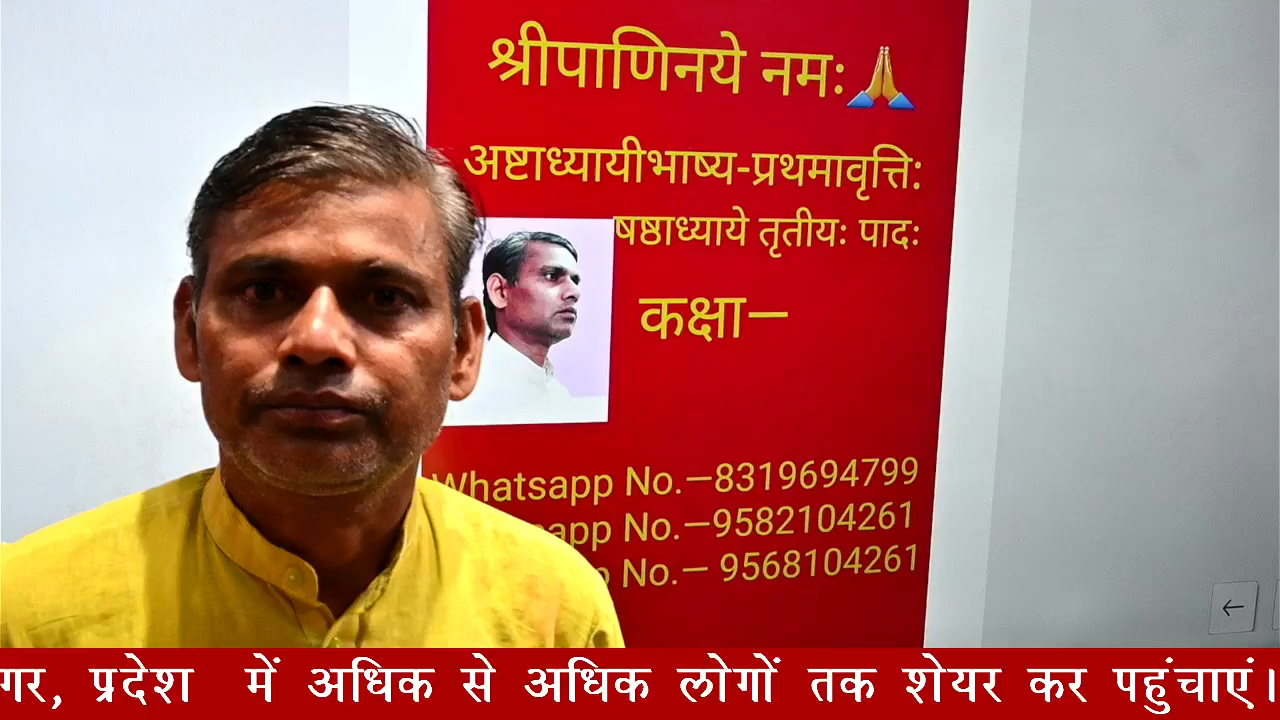 श्रीपाणिनये नमः🙏
अष्टाध्यायीभाष्य-प्रथमावृत्ति:
षष्ठाध्याये तृतीयः पादः
कक्षा—
Whatsapp No.—8319694799
app No.—9582104261
No.— 9568104261
गर, प्रदेश में अधिक से अधिक लोगों तक शेयर कर पहुंचाएं।